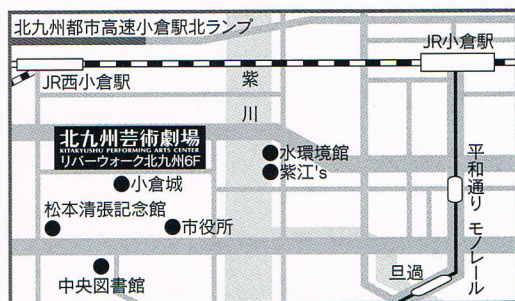 北九州都市高速小倉駅北ランプ
JR小倉駅
JR西小倉駅
紫川
北九州芸術劇場
KITAKYUSHU PERFORMING ARTS CENTER
リバーウォーク北九州6F
水環境館
紫江's
小倉城
松本清張記念館
市役所
中央図書館
平和通り
モノレール
旦過